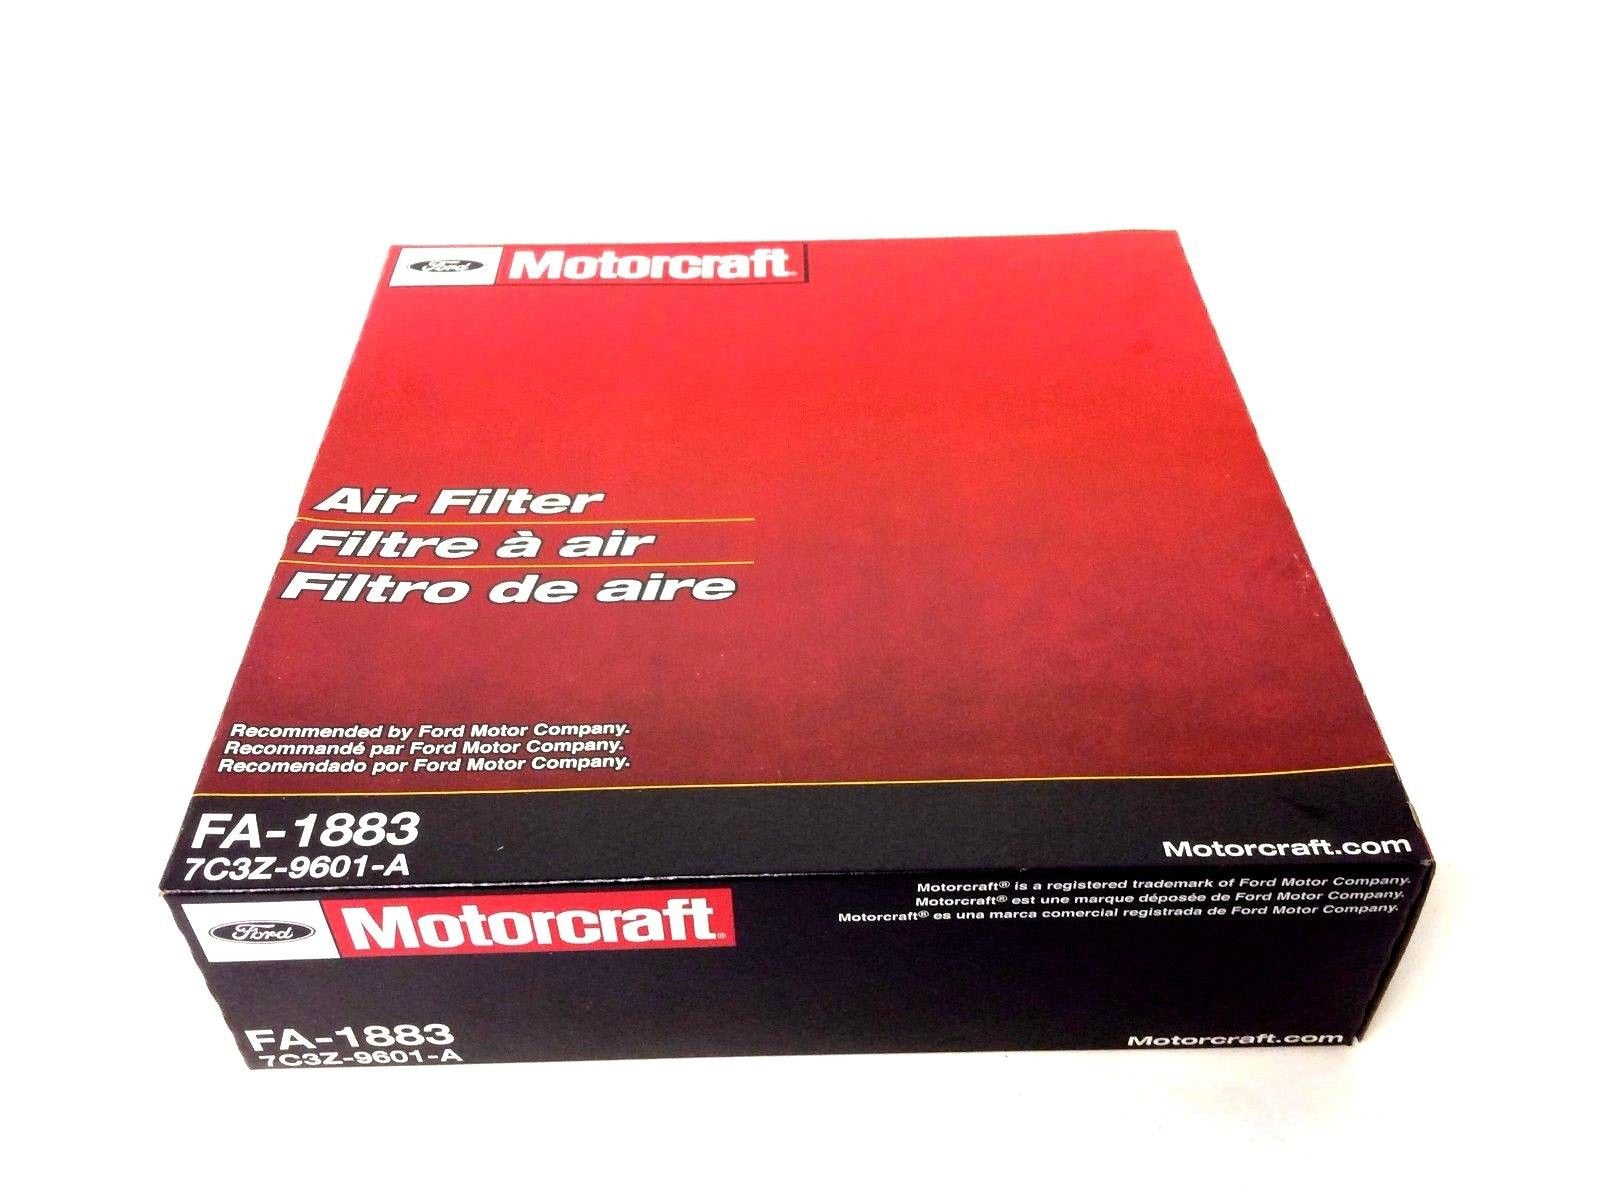 Ford Motorcraft®
Air Filter
Filtre à air
Filtro de aire
Recommended by Ford Motor Company.
Recommandé par Ford Motor Company.
Recomendado por Ford Motor Company.
FA-1883
7C3Z-9601-A
Motorcraft.com
Ford Motorcraft®
Motorcraft® is a registered trademark of Ford Motor Company.
Motorcraft® est une marque déposée de Ford Motor Company.
Motorcraft® es una marca comercial registrada de Ford Motor Company.
FA-1883
7C3Z-9601-A
Motorcraft.com